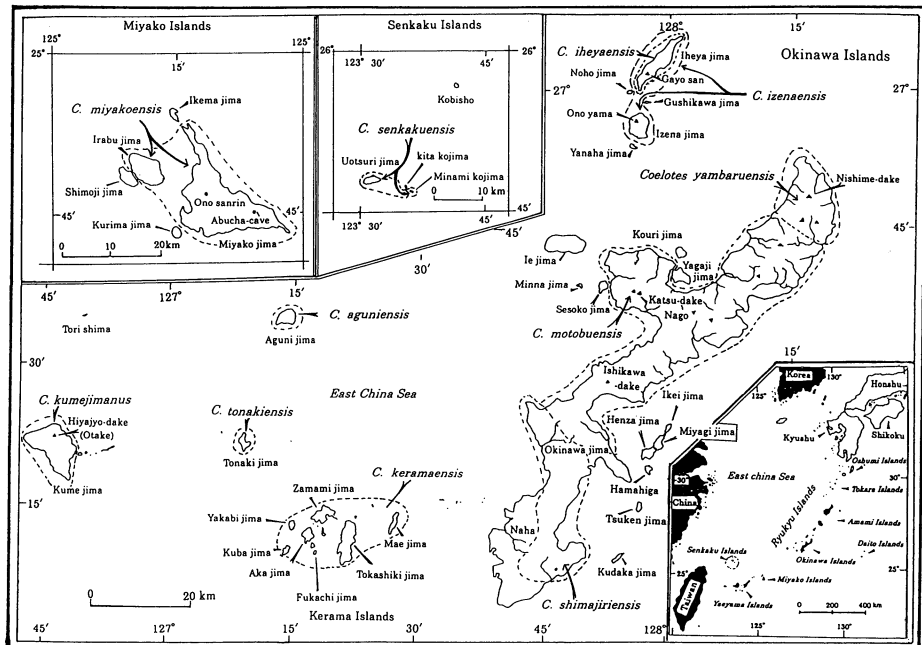 Miyako Islands
125°
125°
25°
15′
C. miyakoensis
Ikema jima
Irabu jima
Shimoji jima
Ono sanrin
Abucha-cave
45′
45′
Kurima jima
Miyako jima
0 10 20km
Senkaku Islands
26°
123° 30′
45′
26°
Kobisho
C. senkakuensis
Uotsuri jima
kita kojima
Minami kojima
0 10 km
45′
123° 30′
45′
128°
15′
Okinawa Islands
C. iheyaensis
Iheya jima
Noho jima
Gayo san
27°
27°
C. izenaensis
Gushikawa jima
Ono yama
Izena jima
Yanaha jima
Coelotes yambaruensis
Nishime-dake
45′
45′
Kouri jima
Ie jima
Yagaji
jima
Minna jima
Sesoko jima
Katsu-dake
Nago
C. motobuensis
45′
127°
15′
30′
Tori shima
C. aguniensis
Aguni jima
30′
15′
Ishikawa
-dake
East China Sea
C. kumejimanus
Hiyajyo-dake
(Otake)
Kume jima
C. tonakiensis
Tonaki jima
Ikei jima
Henza jima
Miyagi jima
Okinawa jima
Hamahiga
C. keramaensis
Zamami jima
15′
Yakabi jima
Kuba jima
Aka jima
Mae jima
Fukachi jima
Tokashiki jima
Tsuken jima
Naha
Kudaka jima
C. shimajiriensis
0 20 km
Kerama Islands
45′
127°
15′
30′
45′
128°
Korea
125°
130°
Honshu
Kyushu
Shikoku
Osbumi Islands
30°
30°
East china Sea
China
Tokara Islands
Ryukyu Islands
Amami Islands
Daito Islands
Senkaku Islands
Okinawa Islands
25°
25°
Miyako Islands
Taiwan
Yaeyama Islands
0 200 400 km
125°
130°